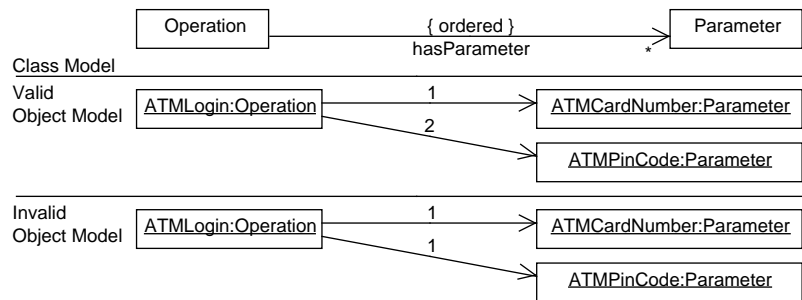 Operation
{ ordered }
Parameter
hasParameter
*
Class Model
Valid
Object Model
ATMLogin:Operation
1
ATMCardNumber:Parameter
2
ATMPinCode:Parameter
Invalid
Object Model
ATMLogin:Operation
1
ATMCardNumber:Parameter
1
ATMPinCode:Parameter